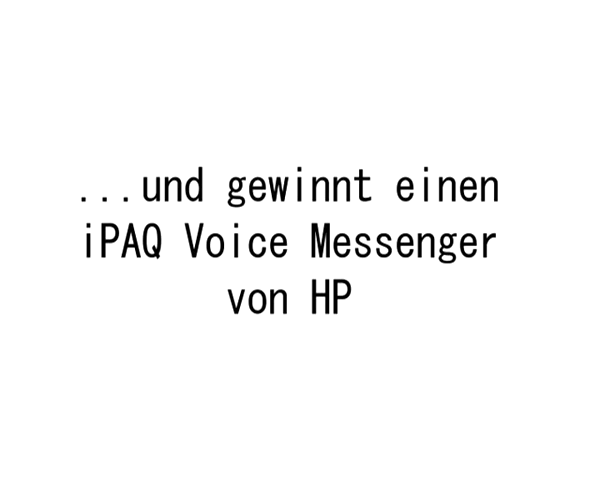 ...und gewinnt einen
iPAQ Voice Messenger
von HP